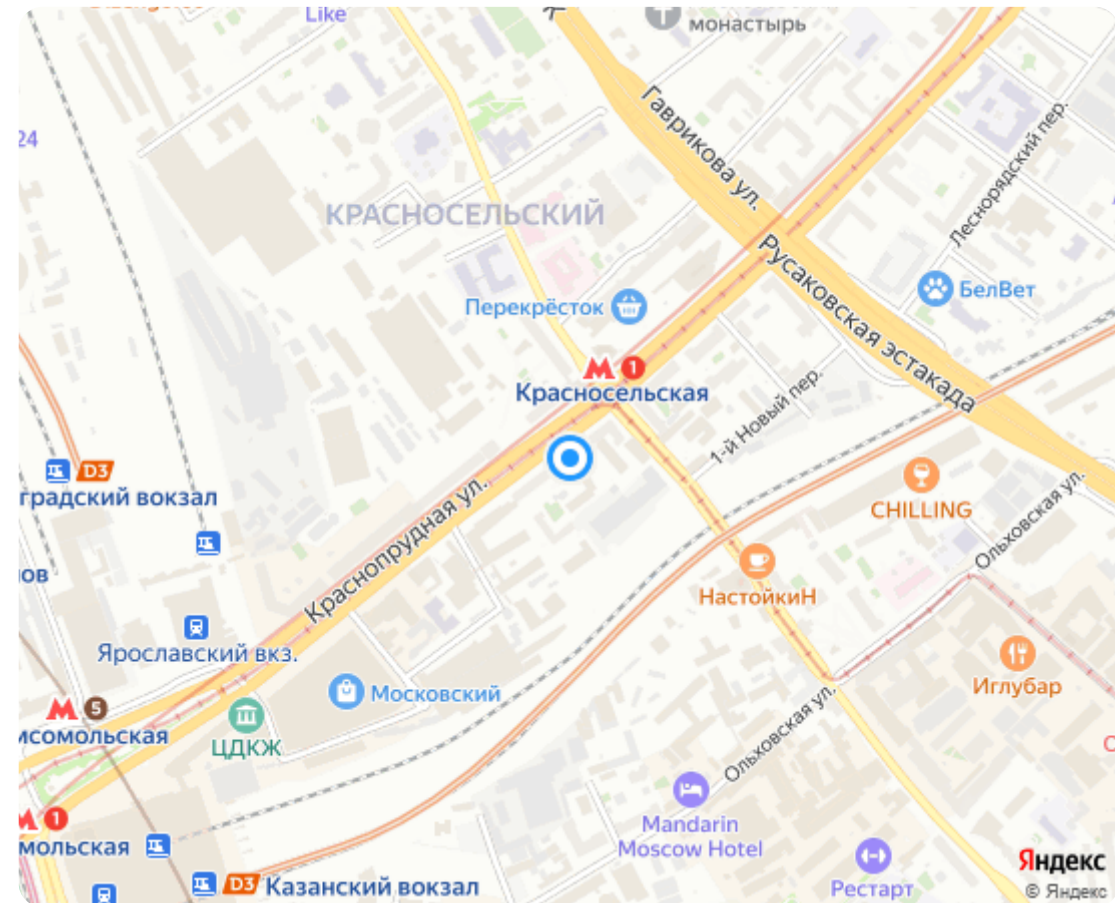 Like
монастырь
24
Гаврикова ул.
Леснорядский пер.
КРАСНОСЕЛЬСКИЙ
Русаковская эстакада
БелВет
Перекрёсток
М 1
Красносельская
1-й Новый пер.
D3
градский вокзал
CHILLING
Ольховская ул.
Краснопрудная ул.
ов
НастойкиН
Ярославский вкз.
Московский
Иглубар
М 5
мсомольская
ЦДКЖ
Ольховская ул.
М 1
мольская
Mandarin
Moscow Hotel
D3 Казанский вокзал
Рестарт
Яндекс
© Яндекс